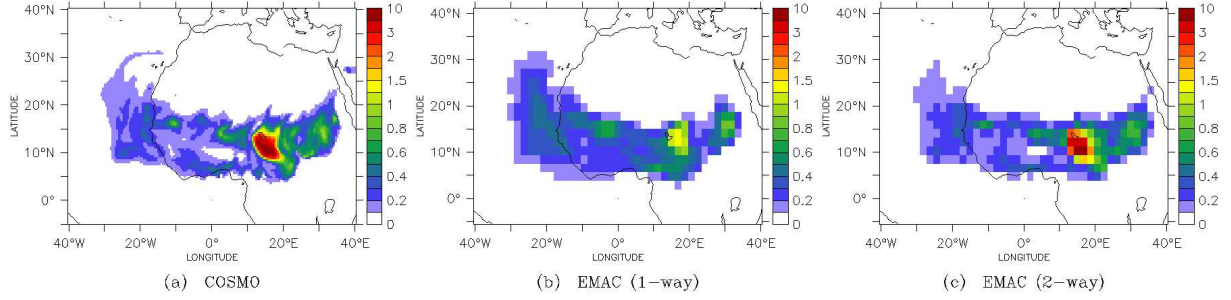 40°N
30°N
20°N
10°N
0°
LATITUDE
40°W
20°W
0°
20°E
40°E
LONGITUDE
10
3
2
1.5
1
0.8
0.6
0.4
0.2
0
(a) COSMO
40°N
30°N
20°N
10°N
0°
LATITUDE
40°W
20°W
0°
20°E
40°E
LONGITUDE
10
3
2
1.5
1
0.8
0.6
0.4
0.2
0
(b) EMAC (1-way)
40°N
30°N
20°N
10°N
0°
LATITUDE
40°W
20°W
0°
20°E
40°E
LONGITUDE
10
3
2
1.5
1
0.8
0.6
0.4
0.2
0
(c) EMAC (2-way)